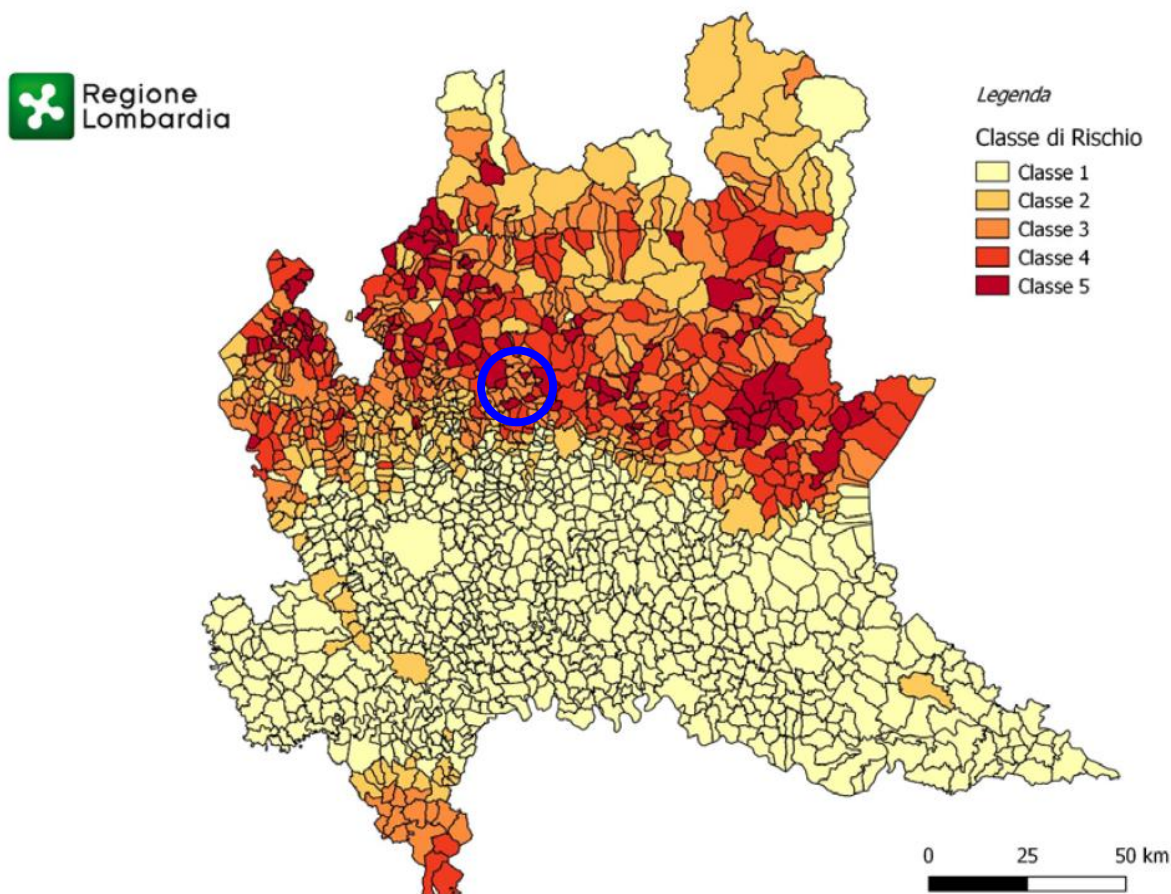 Regione
Lombardia
Legenda
Classe di Rischio
Classe 1
Classe 2
Classe 3
Classe 4
Classe 5
0 25 50 km